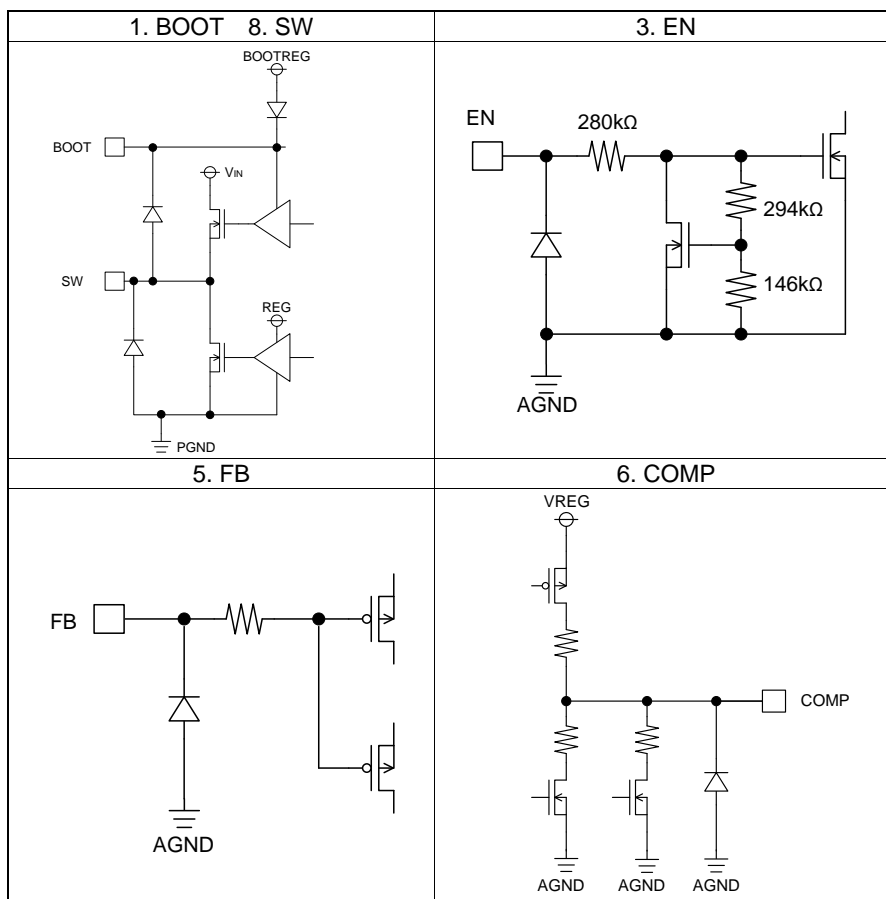 1. BOOT 8. SW
BOOTREG
BOOT
VIN
SW
REG
PGND
3. EN
EN
280kΩ
294kΩ
146kΩ
AGND
5. FB
FB
AGND
6. COMP
VREG
COMP
AGND AGND AGND